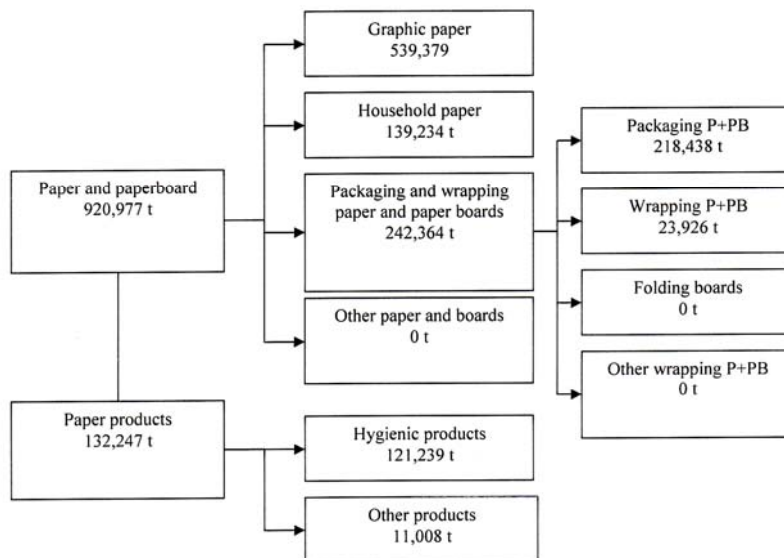 Graphic paper
539,379
Household paper
139,234 t
Packaging P+PB
218,438 t
Paper and paperboard
920,977 t
Packaging and wrapping
paper and paper boards
242,364 t
Wrapping P+PB
23,926 t
Folding boards
0 t
Other paper and boards
0 t
Other wrapping P+PB
0 t
Paper products
132,247 t
Hygienic products
121,239 t
Other products
11,008 t